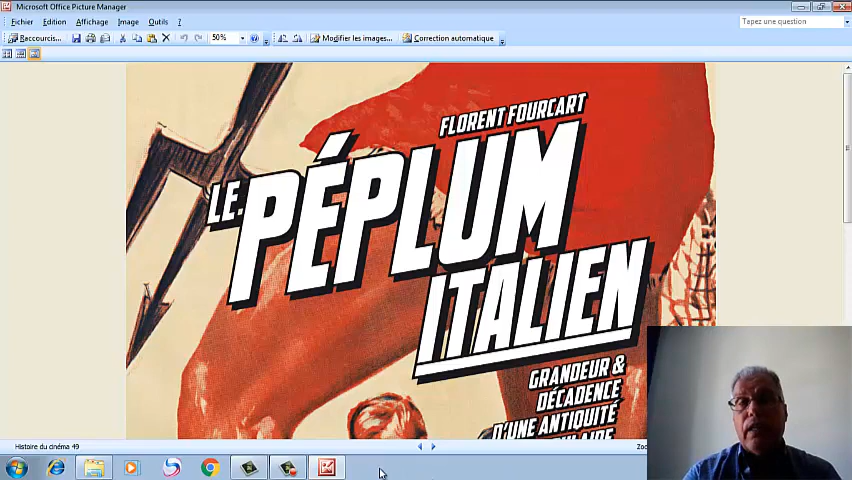 Microsoft Office Picture Manager
Fichier Edition Affichage Image Outils ?
Tapez une question
Raccourcis... 50% Modifier les images... Correction automatique
FLORENT FOURCART
LE PÉPLUM
ITALIEN
GRANDEUR &
DÉCADENCE
D'UNE ANTIQUITÉ
Histoire du cinéma 49